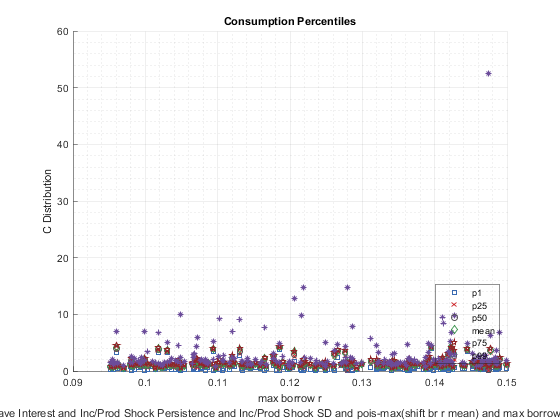 Consumption Percentiles
60
50
40
30
20
10
0
C Distribution
p1
p25
p50
mean
p75
0.09
0.1
0.11
0.12
0.13
0.14
0.15
max borrow r
ave Interest and Inc/Prod Shock Persistence and Inc/Prod Shock SD and pois-max(shift br r mean) and max borrow